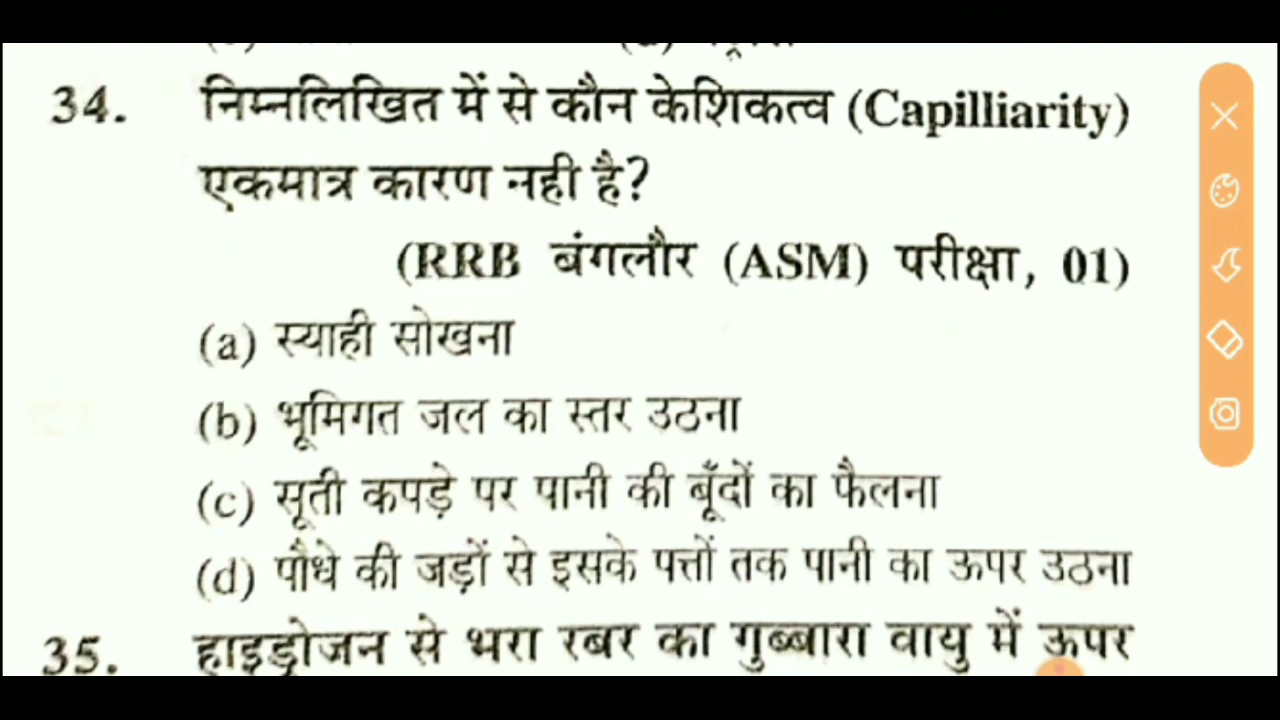 34. निम्नलिखित में से कौन केशिकत्व (Capilliarity)
एकमात्र कारण नही है?
(RRB बंगलौर (ASM) परीक्षा, 01)
(a) स्याही सोखना
(b) भूमिगत जल का स्तर उठना
(c) सूती कपड़े पर पानी की बूँदों का फैलना
(d) पौधे की जड़ों से इसके पत्तों तक पानी का ऊपर उठना
35. हाइड्रोजन से भरा रबर का गुब्बारा वायु में ऊपर